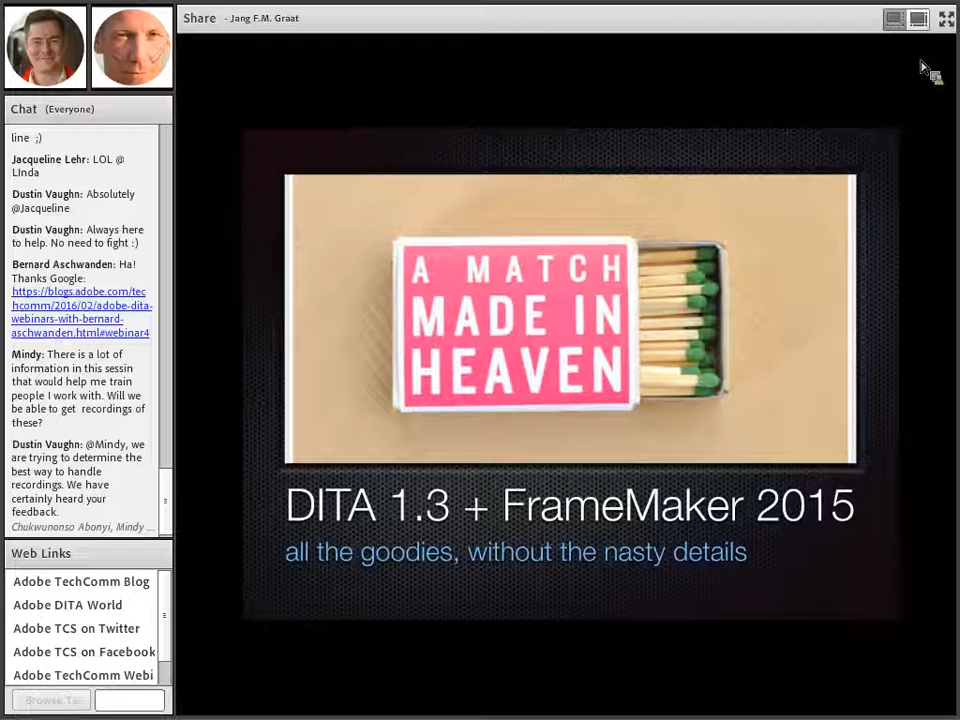 Share - Jang F.M. Graat
Chat (Everyone)
line ;)
Jacqueline Lehr: LOL @
LInda
Dustin Vaughn: Absolutely
@Jacqueline
Dustin Vaughn: Always here
to help. No need to fight :)
Bernard Aschwanden: Ha!
Thanks Google:
https://blogs.adobe.com/tec
hcomm/2016/02/adobe-dita-
webinars-with-bernard-
aschwanden.html#webinar4
Mindy: There is a lot of
information in this sessin
that would help me train
people I work with. Will we
be able to get recordings of
these?
Dustin Vaughn: @Mindy, we
are trying to determine the
best way to handle
recordings. We have
certainly heard your
feedback.
Chukwunonso Abonyi, Mindy ...
Web Links
Adobe TechComm Blog
Adobe DITA World
Adobe TCS on Twitter
Adobe TCS on Facebook
Adobe TechComm Webi
Browse To
A MATCH
MADE IN
HEAVEN
DITA 1.3 + FrameMaker 2015
all the goodies, without the nasty details